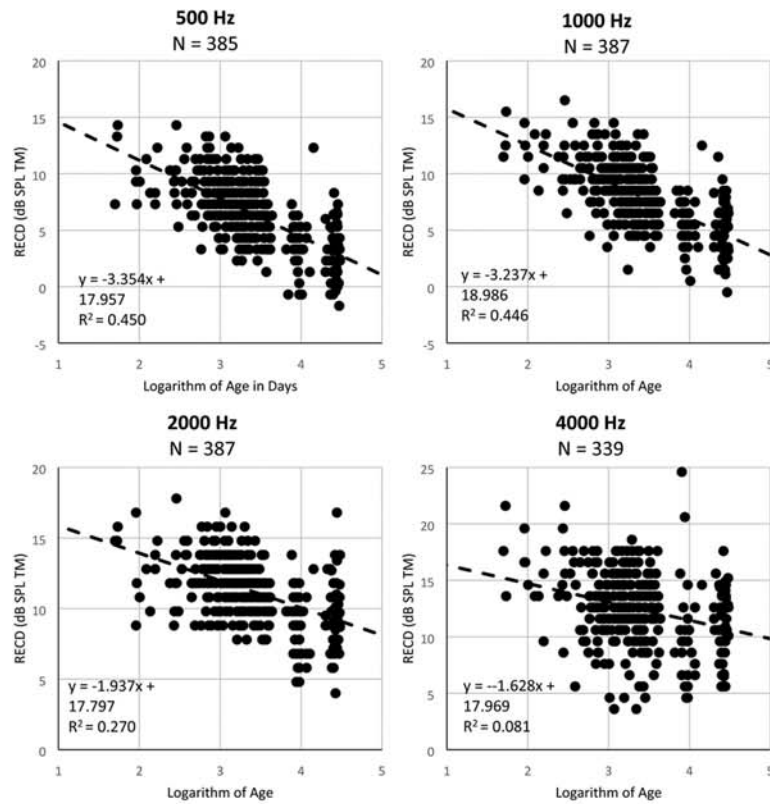 500 Hz
N = 385
20
15
10
5
0
-5
RECD (dB SPL TM)
y = -3.354x +
17.957
R² = 0.450
1 2 3 4 5
Logarithm of Age in Days
1000 Hz
N = 387
20
15
10
5
0
-5
RECD (dB SPL TM)
y = -3.237x +
18.986
R² = 0.446
1 2 3 4 5
Logarithm of Age
2000 Hz
N = 387
20
15
10
5
0
RECD (dB SPL TM)
y = -1.937x +
17.797
R² = 0.270
1 2 3 4 5
Logarithm of Age
4000 Hz
N = 339
25
20
15
10
5
0
RECD (dB SPL TM)
y = --1.628x +
17.969
R² = 0.081
1 2 3 4 5
Logarithm of Age